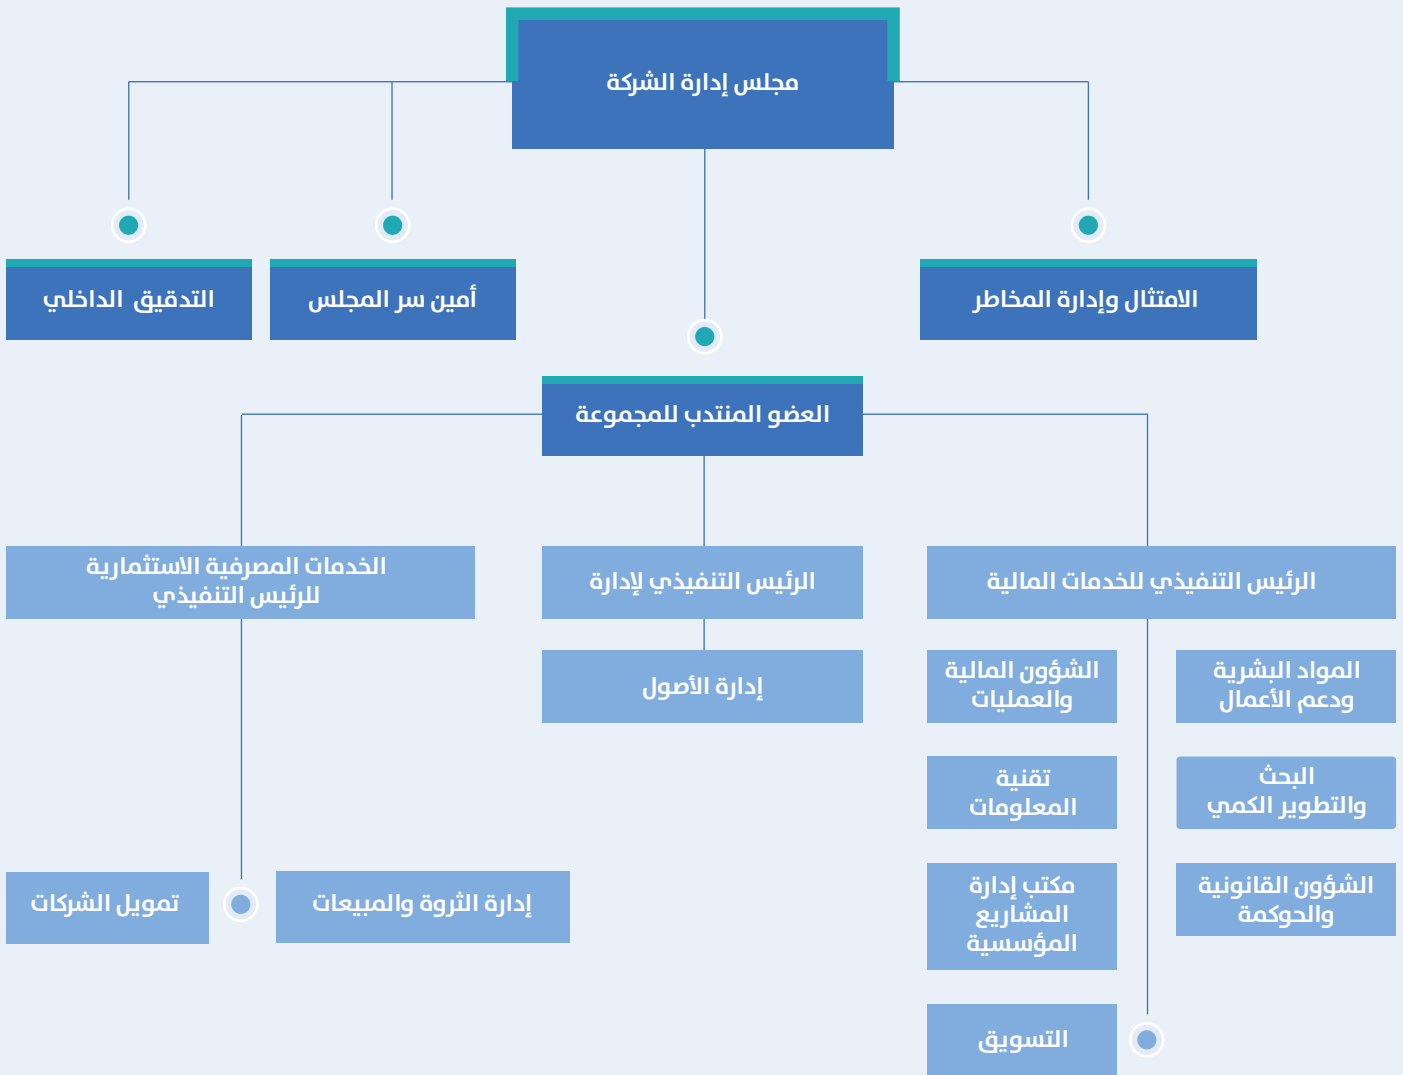 مجلس إدارة الشركة
الامتثال وإدارة المخاطر
أمين سر المجلس
التدقيق الداخلي
العضو المنتدب للمجموعة
الرئيس التنفيذي للخدمات المالية
الرئيس التنفيذي لإدارة
الخدمات المصرفية الاستثمارية
للرئيس التنفيذي
المواد البشرية
ودعم الأعمال
الشؤون المالية
والعمليات
إدارة الأصول
البحث
والتطوير الكمي
تقنية
المعلومات
الشؤون القانونية
والحوكمة
مكتب إدارة
المشاريع
المؤسسية
إدارة الثروة والمبيعات
تمويل الشركات
التسويق